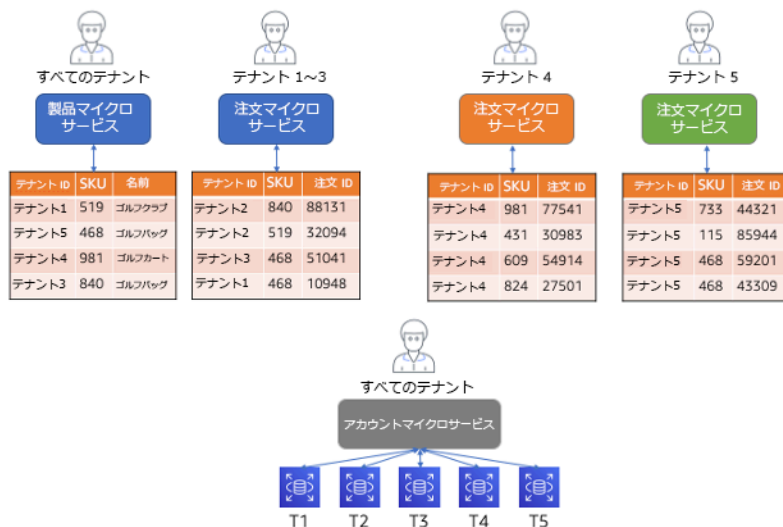 すべてのテナント
製品マイクロ
サービス
テナント ID SKU 名前
テナント1 519 ゴルフクラブ
テナント5 468 ゴルフバッグ
テナント4 981 ゴルフカート
テナント3 840 ゴルフバッグ
テナント 1～3
注文マイクロ
サービス
テナント ID SKU 注文 ID
テナント2 840 88131
テナント2 519 32094
テナント3 468 51041
テナント1 468 10948
テナント 4
注文マイクロ
サービス
テナント ID SKU 注文 ID
テナント4 981 77541
テナント4 431 30983
テナント4 609 54914
テナント4 824 27501
テナント 5
注文マイクロ
サービス
テナント ID SKU 注文 ID
テナント5 733 44321
テナント5 115 85944
テナント5 468 59201
テナント5 468 43309
すべてのテナント
アカウントマイクロサービス
T1 T2 T3 T4 T5